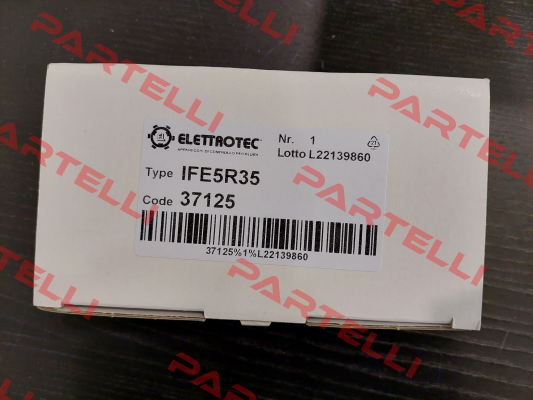 ELETTROTEC
Nr. 1
Lotto L22139860
Type IFE5R35
Code 37125
37125%1%L22139860
PARTELLI
PARTELLI
PARTELLI
PARTELLI
PARTELLI
PARTELLI